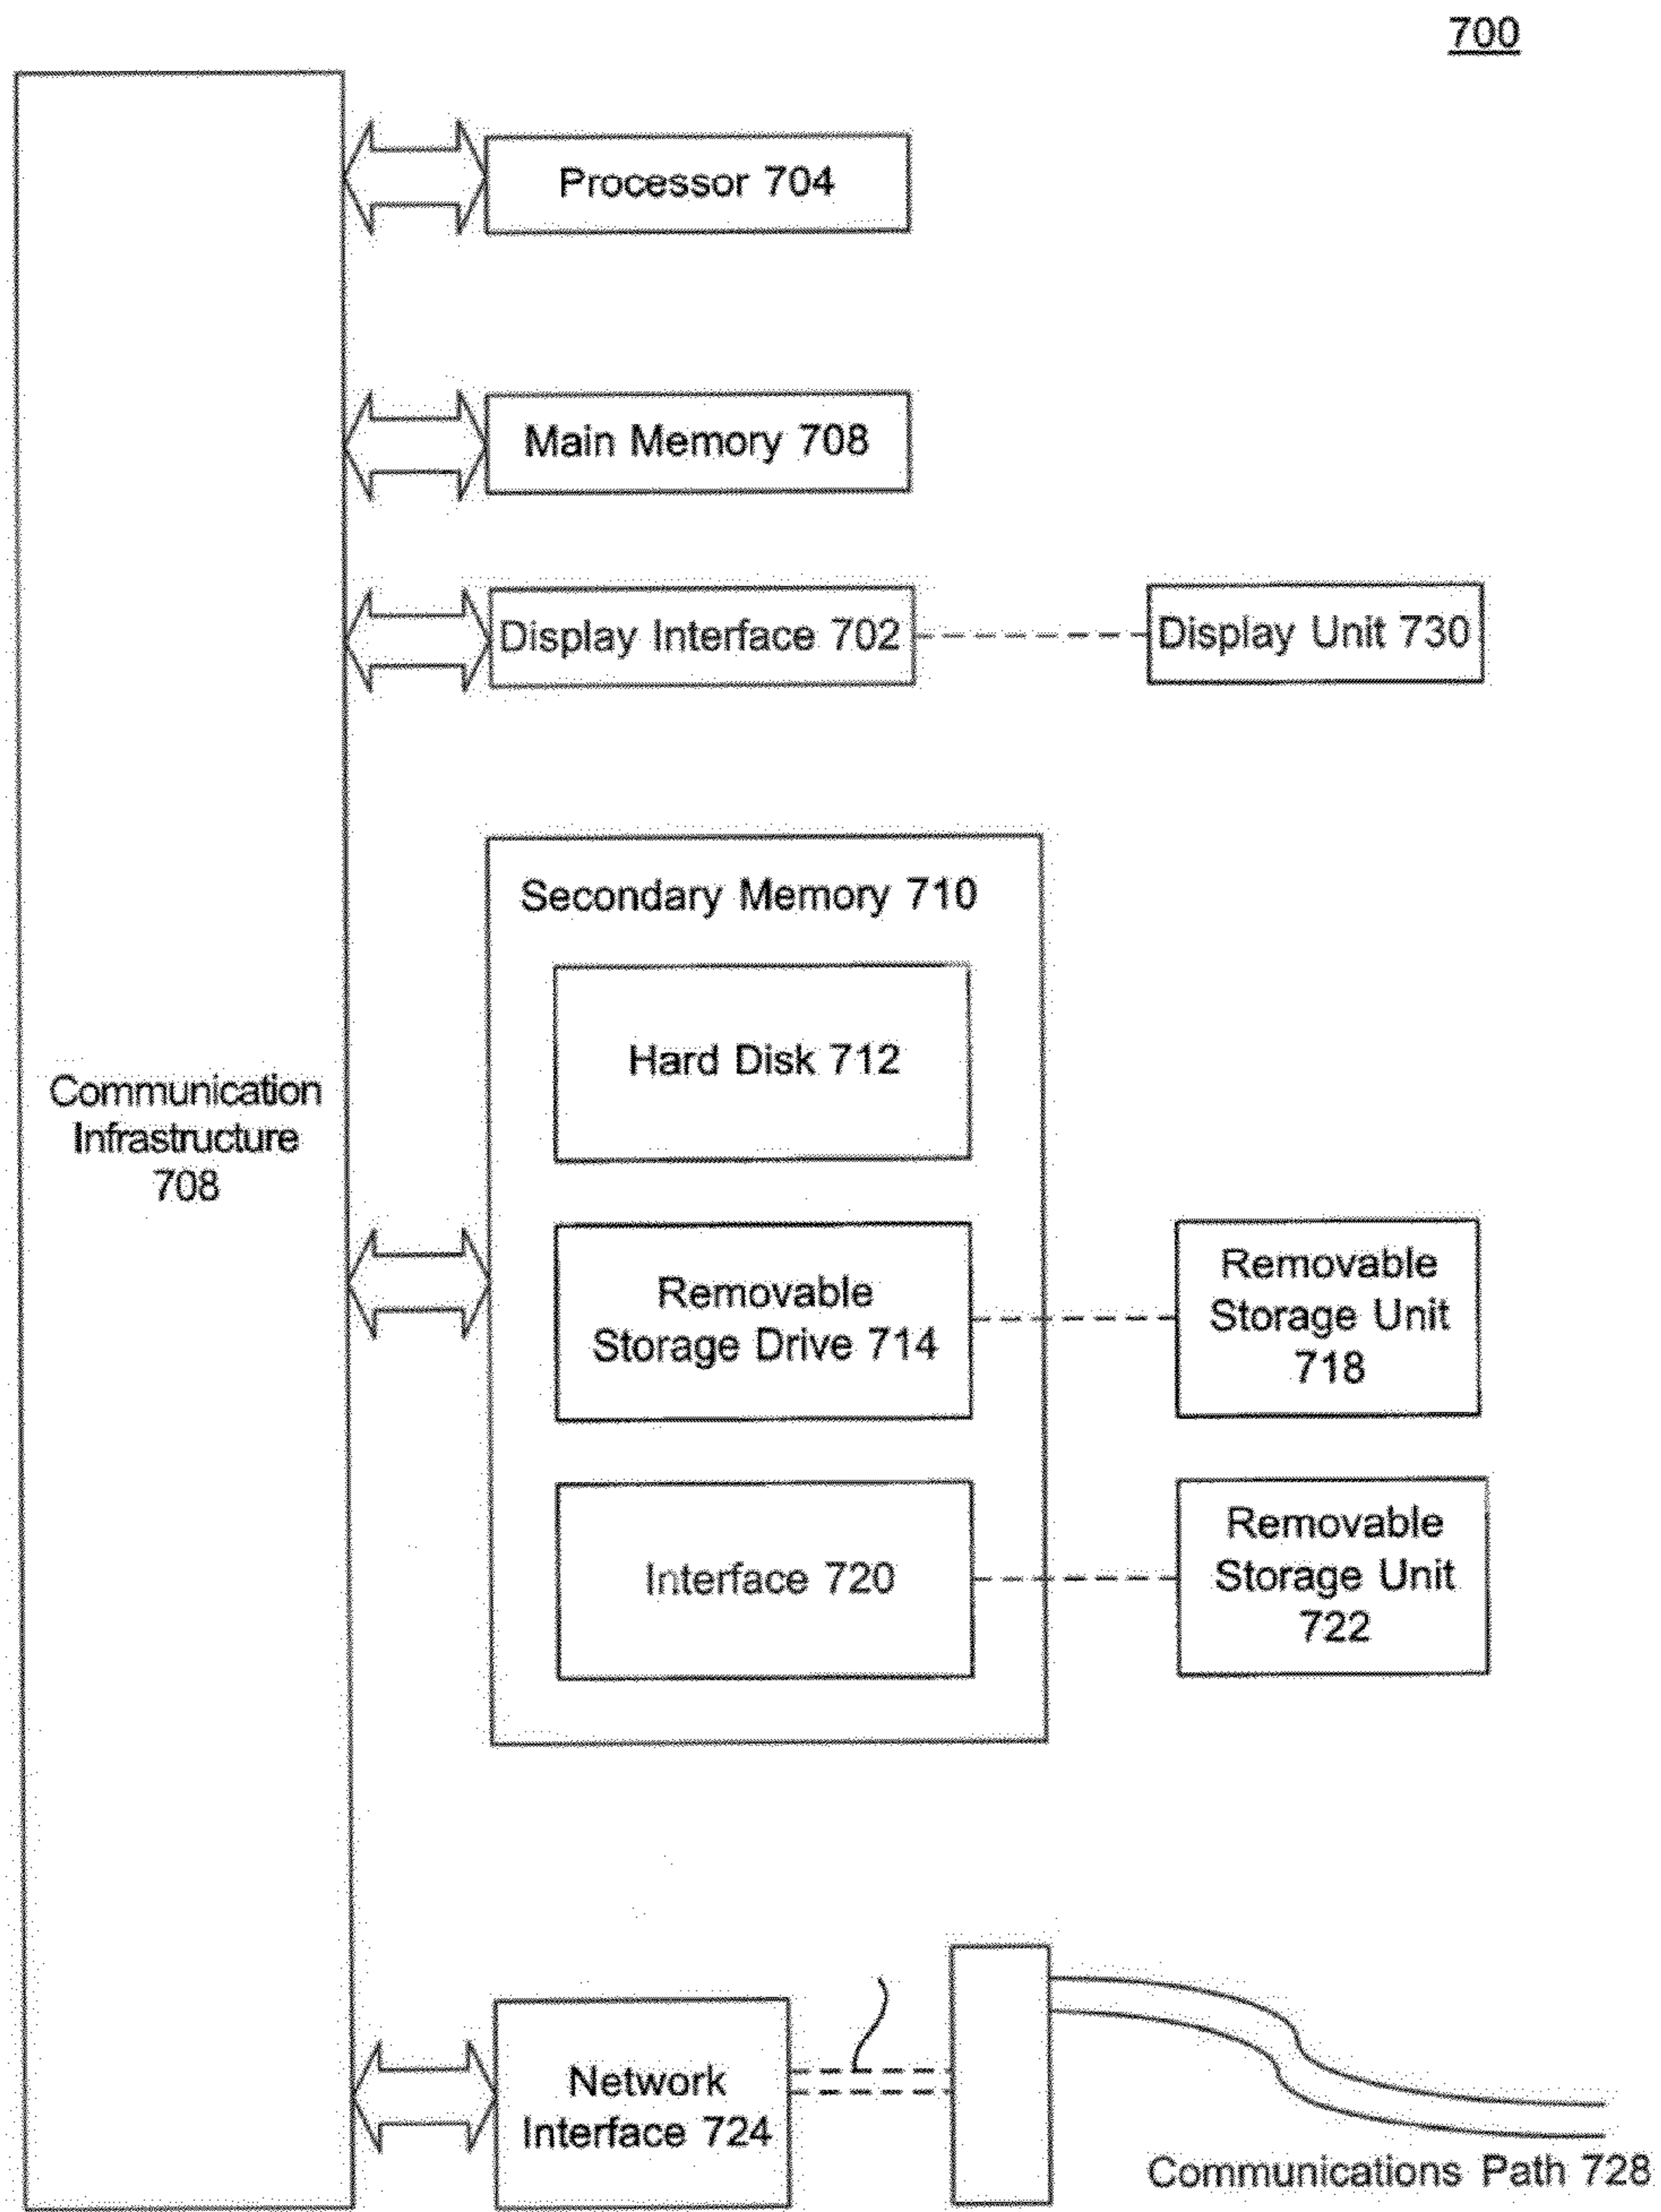 700
Processor 704
Main Memory 708
Display Interface 702
Display Unit 730
Secondary Memory 710
Hard Disk 712
Communication
Infrastructure
708
Removable
Storage Drive 714
Removable
Storage Unit
718
Interface 720
Removable
Storage Unit
722
Network
Interface 724
Communications Path 728